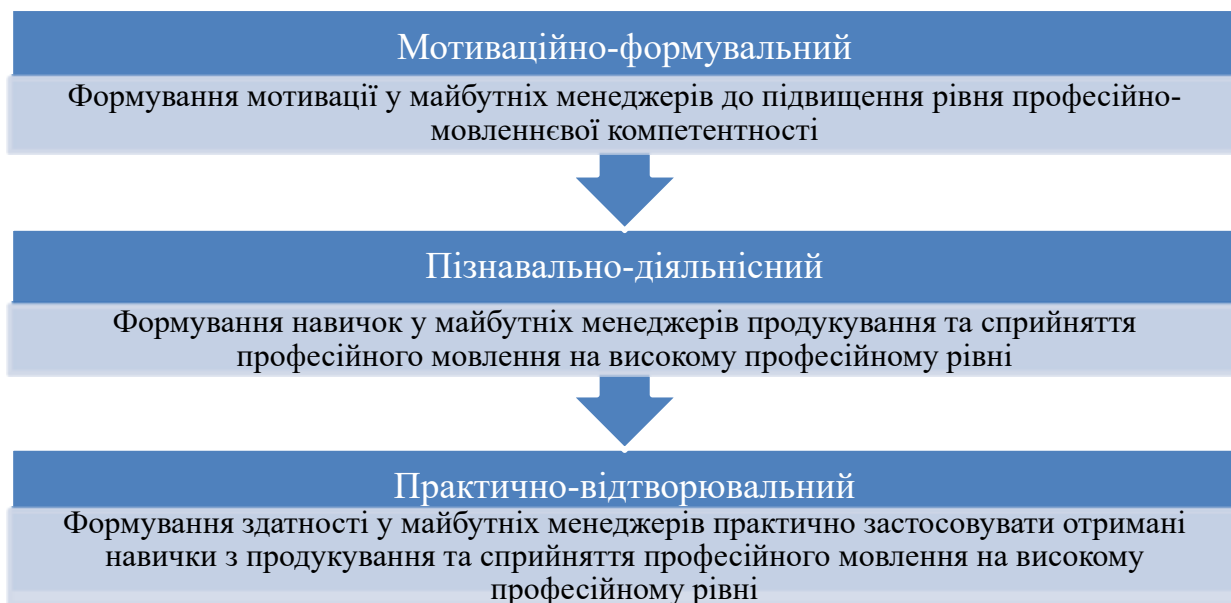 Мотиваційно-формувальний
Формування мотивації у майбутніх менеджерів до підвищення рівня професійно-
мовленнєвої компетентності
Пізнавально-діяльнісний
Формування навичок у майбутніх менеджерів продукування та сприйняття
професійного мовлення на високому професійному рівні
Практично-відтворювальний
Формування здатності у майбутніх менеджерів практично застосовувати отримані
навички з продукування та сприйняття професійного мовлення на високому
професійному рівні